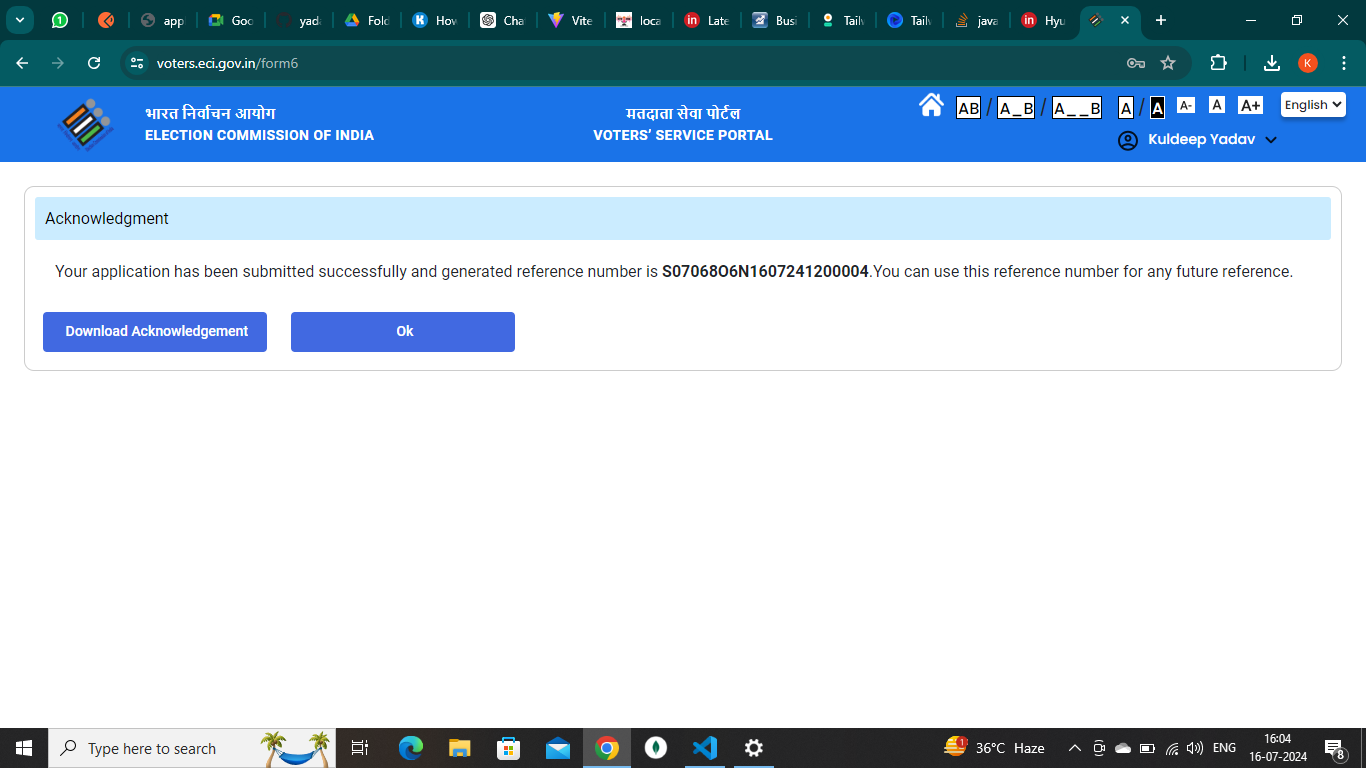 app
Goo
yad
Fold
How
Cha
Vite
loca
Late
Busi
Tailw
Tailw
java
Hyu
voters.eci.gov.in/form6
K
भारत निर्वाचन आयोग
ELECTION COMMISSION OF INDIA
मतदाता सेवा पोर्टल
VOTERS' SERVICE PORTAL
AB / A_B / A__B A / A A- A A+ English
Kuldeep Yadav
Acknowledgment
Your application has been submitted successfully and generated reference number is S07068O6N1607241200004.You can use this reference number for any future reference.
Download Acknowledgement
Ok
Type here to search
36°C Haze
ENG
16:04
16-07-2024
8